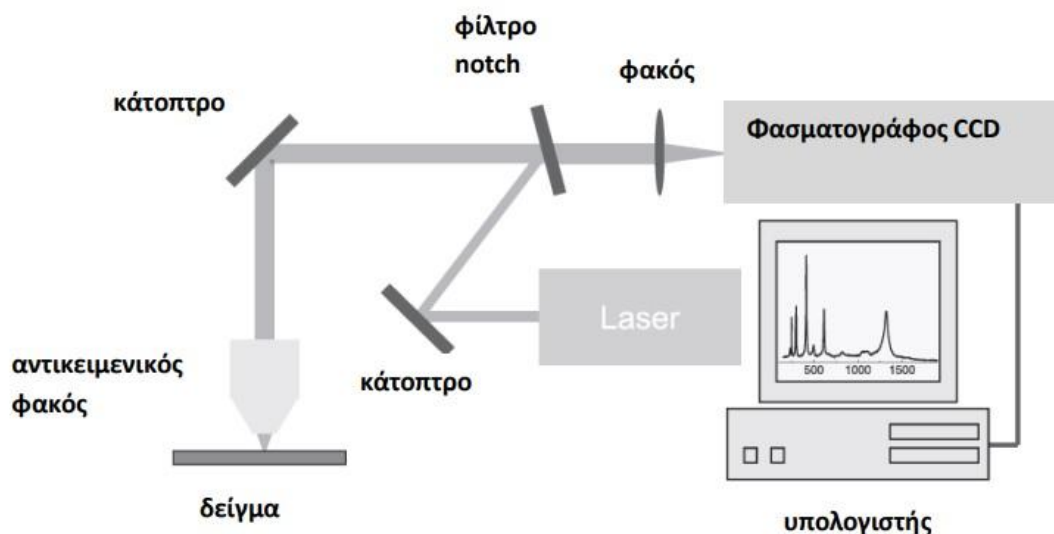 φίλτρο
notch
φακός
κάτοπτρο
Φασματογράφος CCD
Laser
αντικειμενικός
φακός
κάτοπτρο
500 1000 1500
δείγμα
υπολογιστής